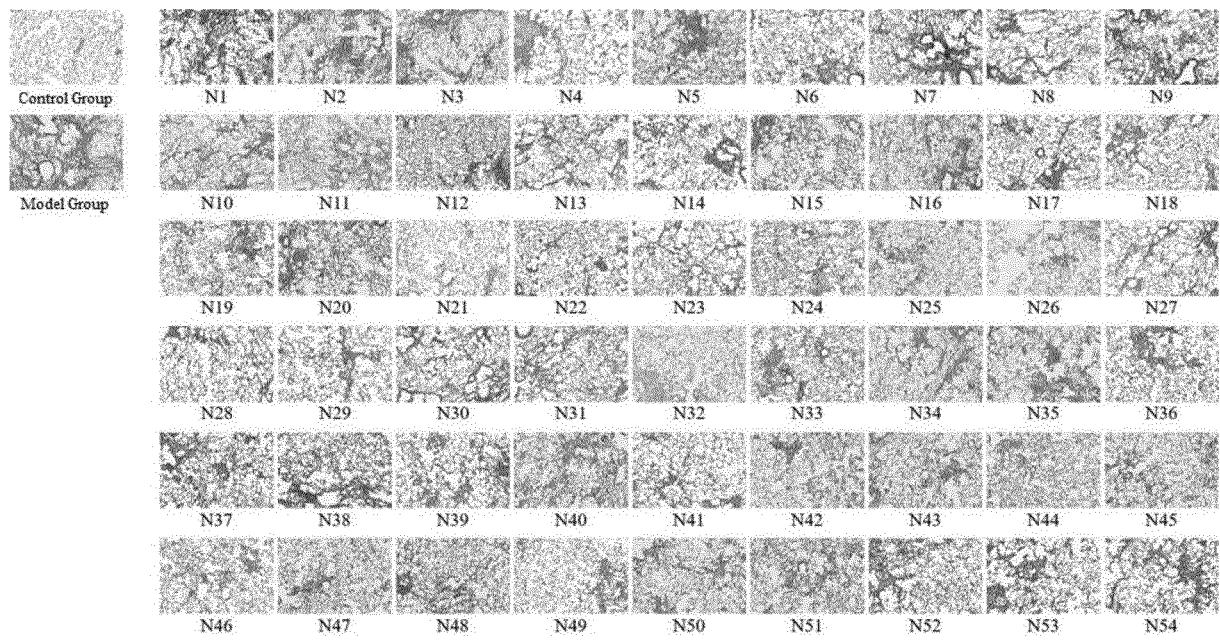 Control Group
N1 N2 N3 N4 N5 N6 N7 N8 N9
Model Group
N10 N11 N12 N13 N14 N15 N16 N17 N18
N19 N20 N21 N22 N23 N24 N25 N26 N27
N28 N29 N30 N31 N32 N33 N34 N35 N36
N37 N38 N39 N40 N41 N42 N43 N44 N45
N46 N47 N48 N49 N50 N51 N52 N53 N54